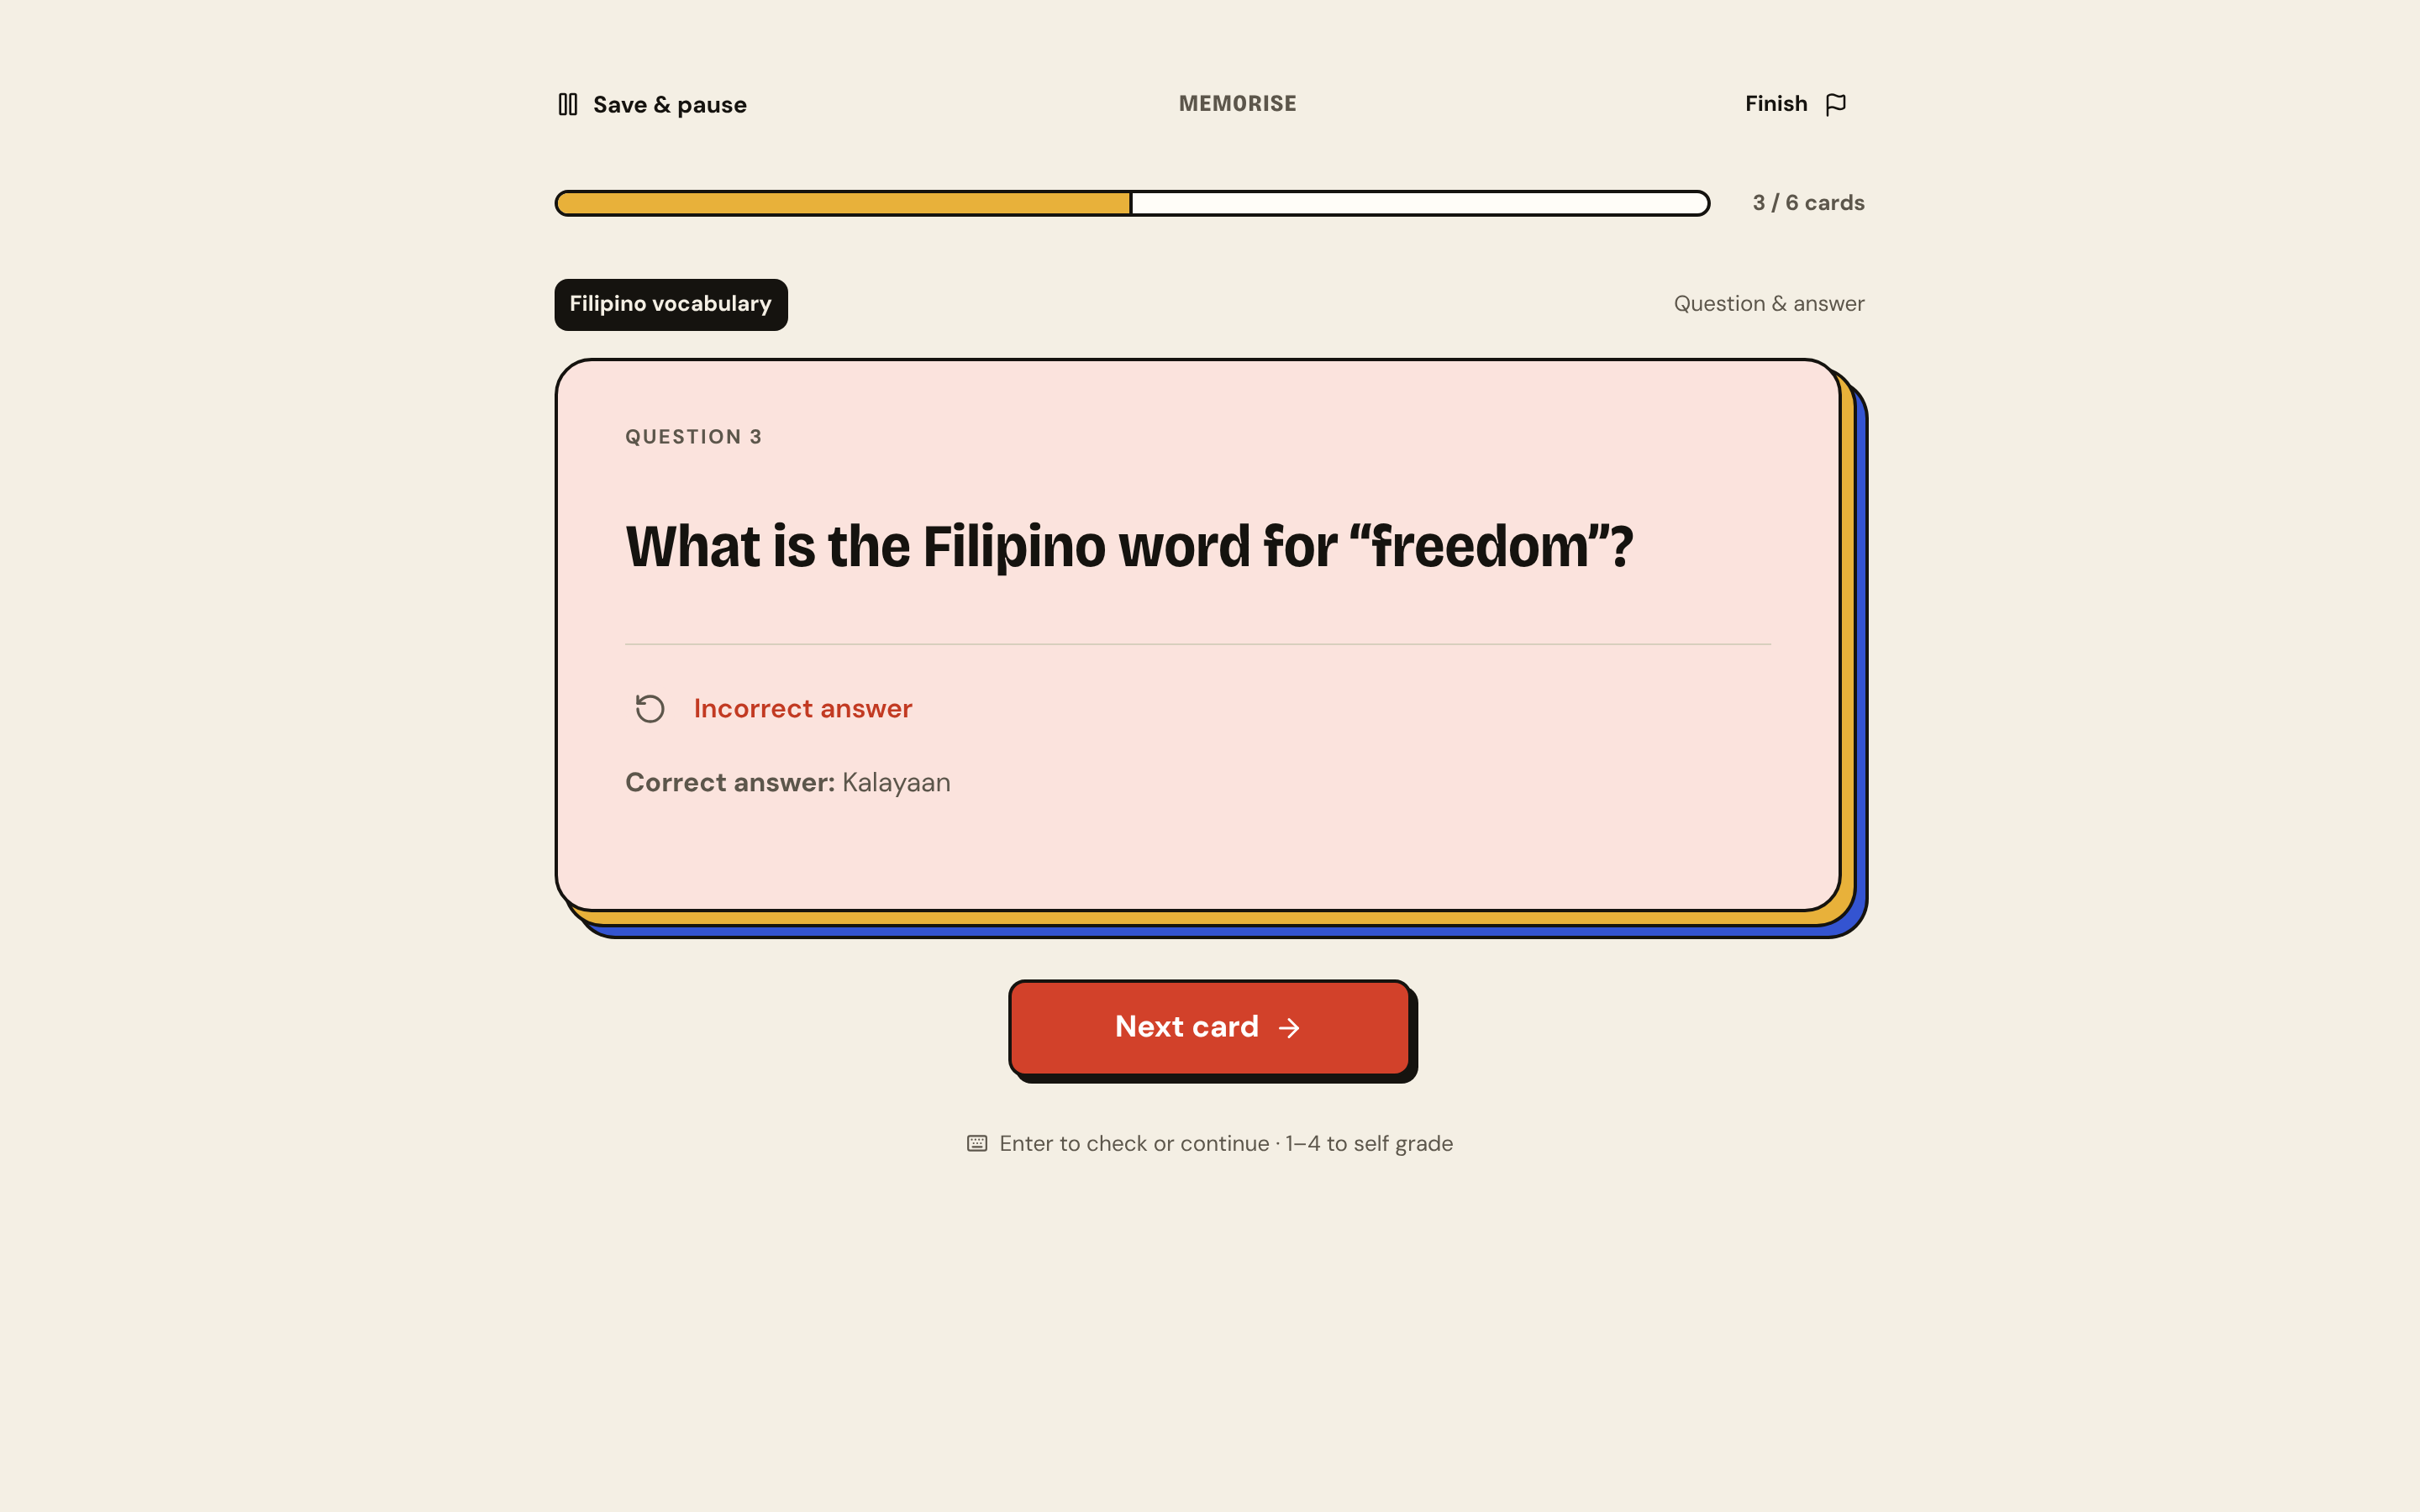 Save & pause
MEMORISE
Finish
3 / 6 cards
Filipino vocabulary
Question & answer
QUESTION 3
What is the Filipino word for “freedom”?
Incorrect answer
Correct answer: Kalayaan
Next card →
Enter to check or continue · 1–4 to self grade